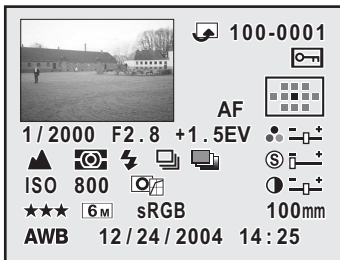 100-0001
AF
1/2000 F2.8 +1.5EV
S
ISO 800
★★★ 6M sRGB 100mm
AWB 12/24/2004 14:25